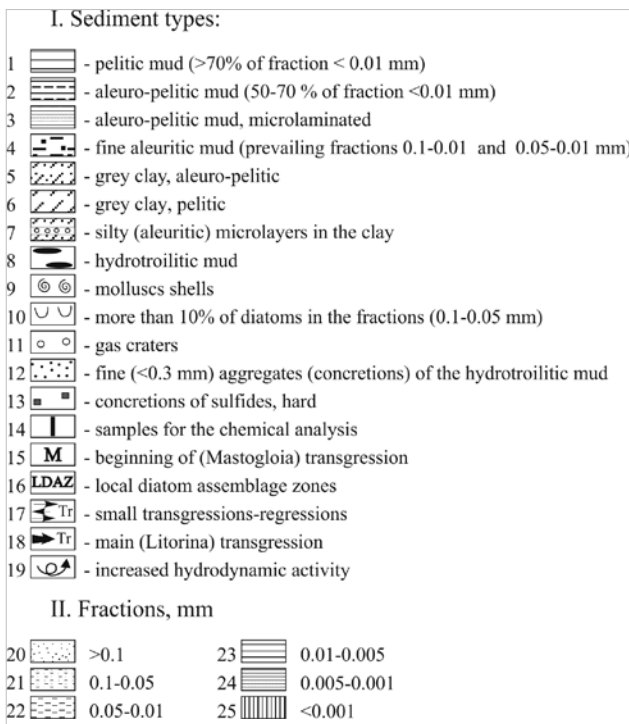 I. Sediment types:
1 - pelitic mud (>70% of fraction < 0.01 mm)
2 - aleuro-pelitic mud (50-70 % of fraction <0.01 mm)
3 - aleuro-pelitic mud, microlaminated
4 - fine aleuritic mud (prevailing fractions 0.1-0.01 and 0.05-0.01 mm)
5 - grey clay, aleuro-pelitic
6 - grey clay, pelitic
7 - silty (aleuritic) microlayers in the clay
8 - hydrotroilitic mud
9 - molluscs shells
10 - more than 10% of diatoms in the fractions (0.1-0.05 mm)
11 - gas craters
12 - fine (<0.3 mm) aggregates (concretions) of the hydrotroilitic mud
13 - concretions of sulfides, hard
14 - samples for the chemical analysis
15 M - beginning of (Mastogloia) transgression
16 LDAZ - local diatom assemblage zones
17 Tr - small transgressions-regressions
18 Tr - main (Litorina) transgression
19 - increased hydrodynamic activity
II. Fractions, mm
20 >0.1 23 0.01-0.005
21 0.1-0.05 24 0.005-0.001
22 0.05-0.01 25 <0.001